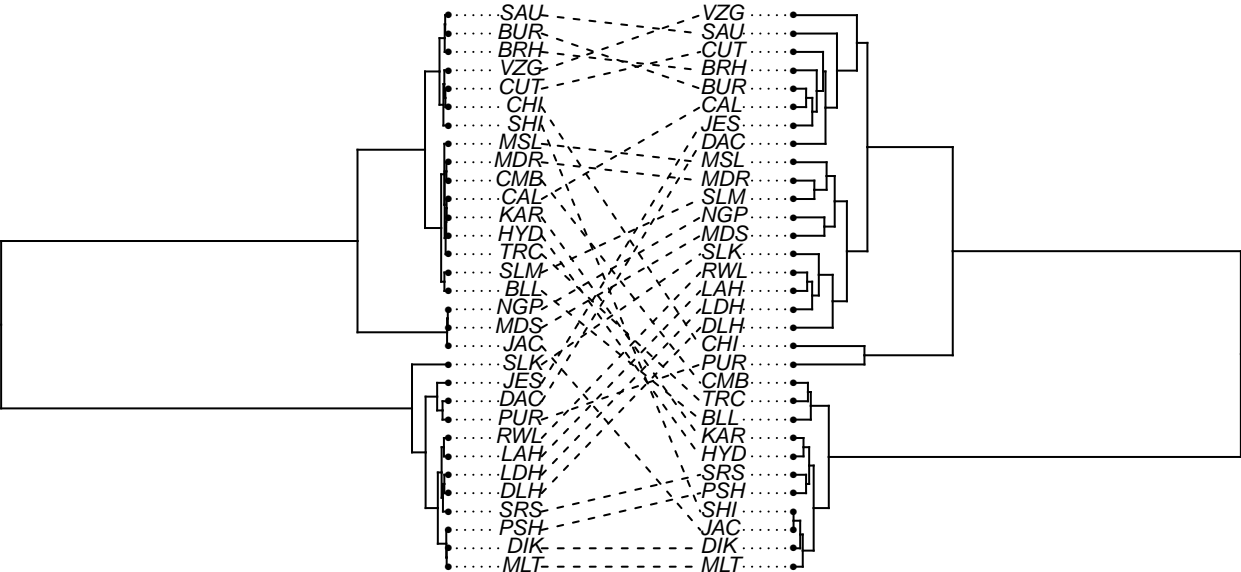 SAU VZG
BUR SAU
BRH CUT
VZG BRH
CUT BUR
CHI CAL
SHI JES
MSL DAC
MDR MSL
CMB MDR
CAL SLM
KAR NGP
HYD MDS
TRC SLK
SLM RWL
BLL LAH
NGP LDH
MDS DLH
JAC CHI
SLK PUR
JES CMB
DAC TRC
PUR BLL
RWL KAR
LAH HYD
LDH SRS
DLH PSH
SRS SHI
PSH JAC
DIK DIK
MLT MLT